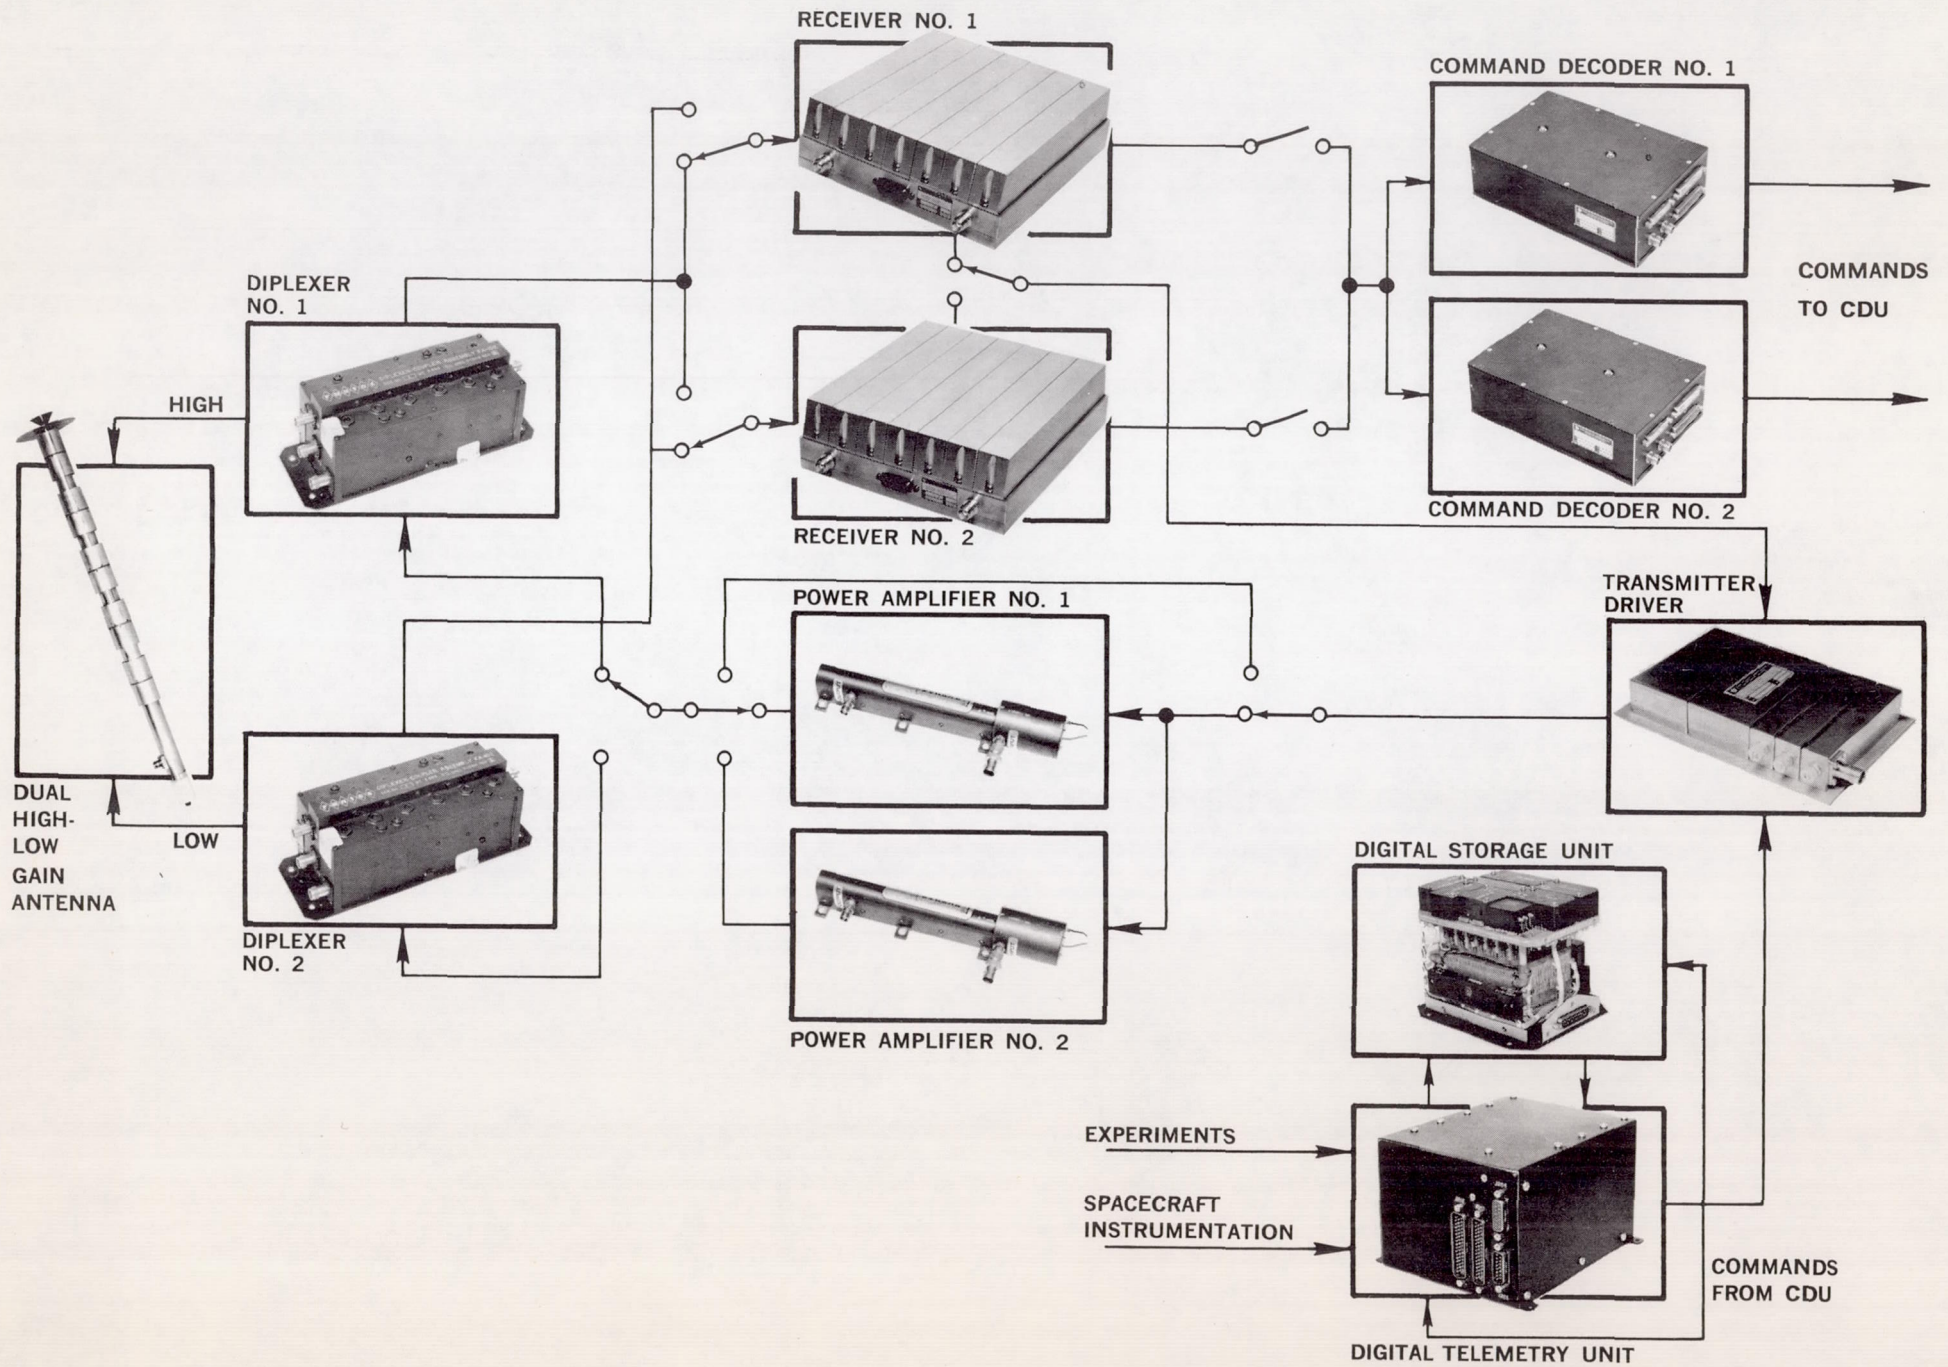 RECEIVER NO. 1
COMMAND DECODER NO. 1
DIPLEXER
NO. 1
COMMANDS
TO CDU
HIGH
COMMAND DECODER NO. 2
RECEIVER NO. 2
TRANSMITTER
DRIVER
POWER AMPLIFIER NO. 1
DUAL
HIGH-
LOW
GAIN
ANTENNA
LOW
DIGITAL STORAGE UNIT
DIPLEXER
NO. 2
POWER AMPLIFIER NO. 2
EXPERIMENTS
SPACECRAFT
INSTRUMENTATION
COMMANDS
FROM CDU
DIGITAL TELEMETRY UNIT